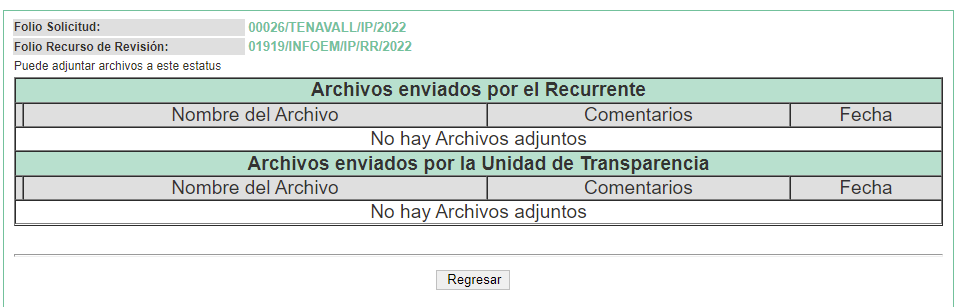 Folio Solicitud: 00026/TENAVALL/IP/2022
Folio Recurso de Revisión: 01919/INFOEM/IP/RR/2022
Puede adjuntar archivos a este estatus
Archivos enviados por el Recurrente
Nombre del Archivo Comentarios Fecha
No hay Archivos adjuntos
Archivos enviados por la Unidad de Transparencia
Nombre del Archivo Comentarios Fecha
No hay Archivos adjuntos
Regresar